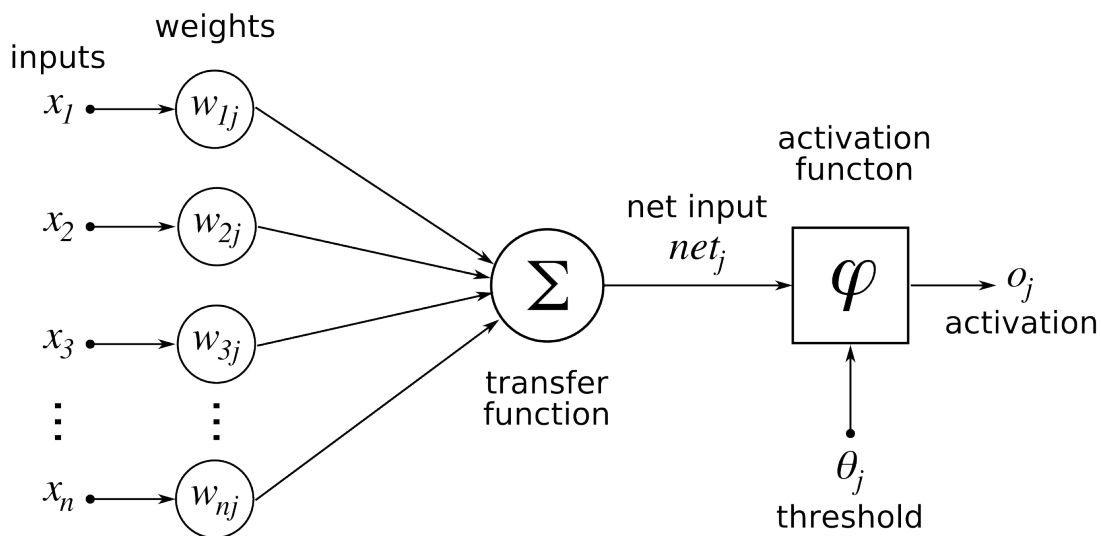 weights
inputs
x1 w1j
x2 w2j
x3 w3j
⋮ ⋮
xn wnj
Σ
transfer
function
net input
netj
activation
functon
φ
oj
activation
θj
threshold